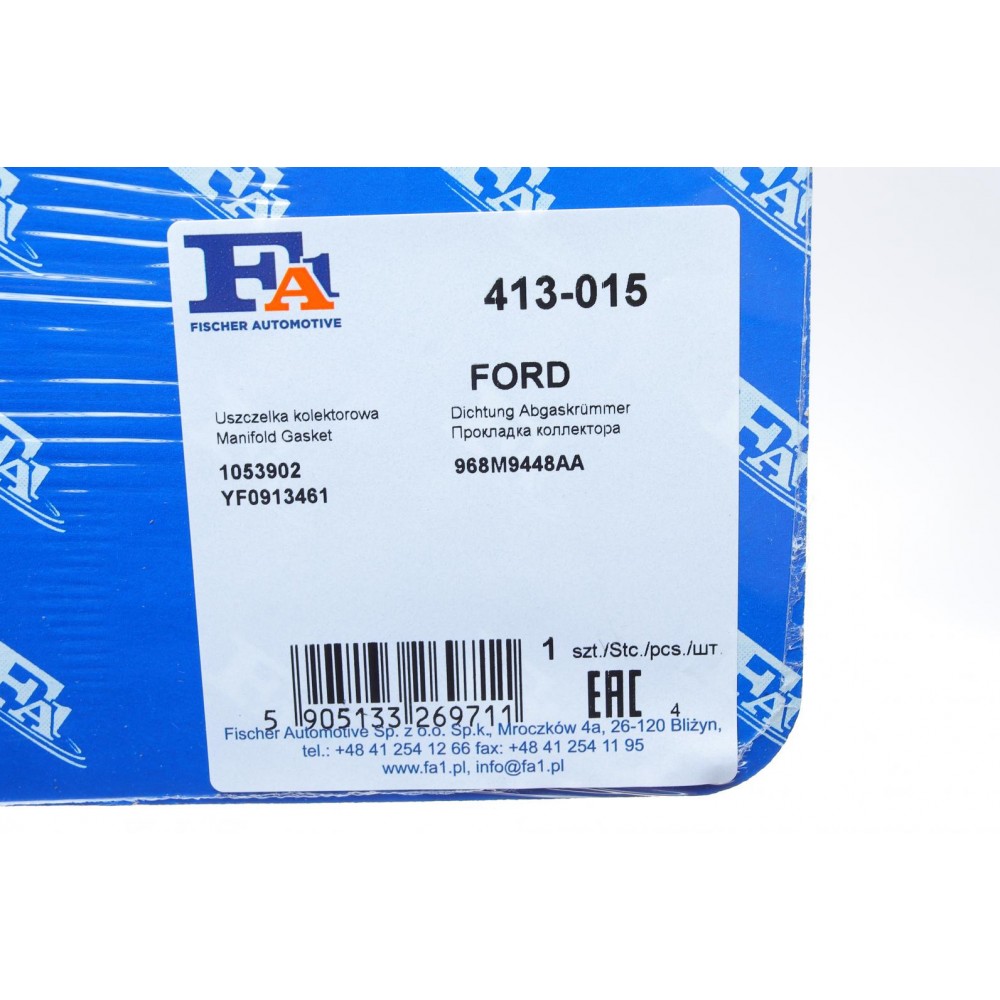 FA1
FISCHER AUTOMOTIVE
413-015
FORD
Uszczelka kolektorowa
Manifold Gasket
Dichtung Abgaskrümmer
Прокладка коллектора
1053902
YF0913461
968M9448AA
1 szt./Stc./pcs./шт.
EAC
4
5 905133 269711
Fischer Automotive Sp. z o.o. Sp.k., Mroczków 4a, 26-120 Bliżyn,
tel.: +48 41 254 12 66 fax: +48 41 254 11 95
www.fa1.pl, info@fa1.pl